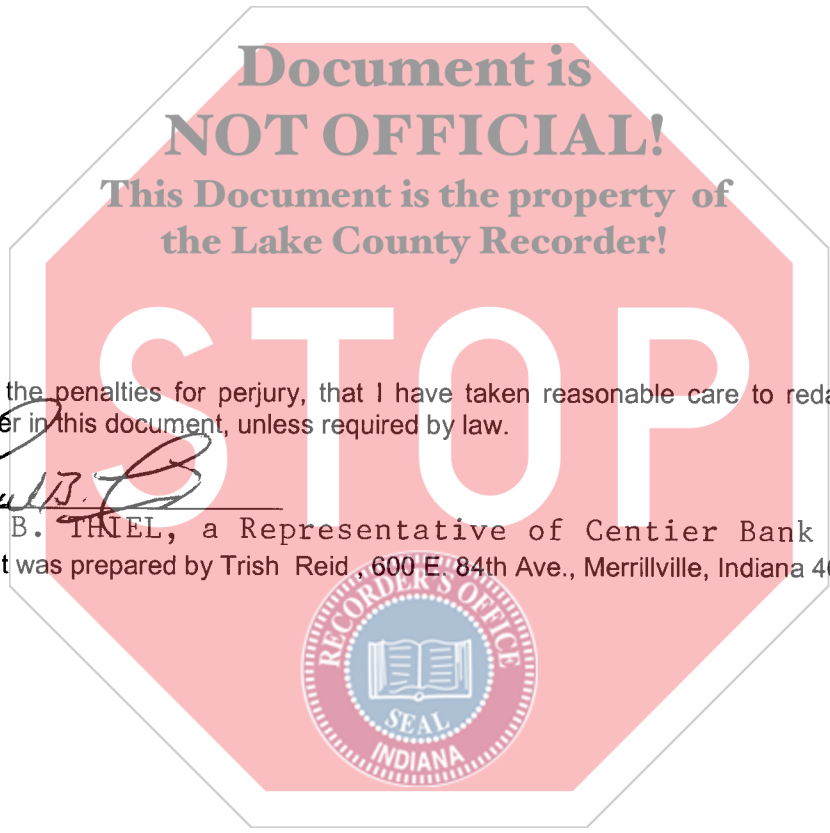 Document is
NOT OFFICIAL!
This Document is the property of
the Lake County Recorder!
STOP
the penalties for perjury, that I have taken reasonable care to reda
er in this document, unless required by law.
B.
B. THIEL, a Representative of Centier Bank
t was prepared by Trish Reid , 600 E. 84th Ave., Merrillville, Indiana 4
RECORDER'S OFFICE
SEAL
INDIANA